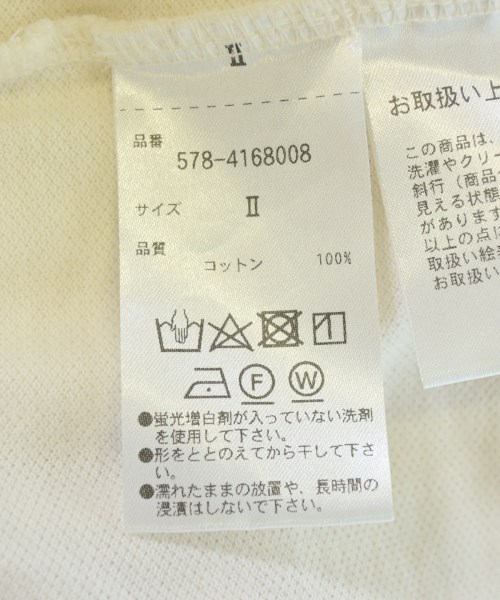 II
品番
578-4168008
サイズ II
品質
コットン 100%
F W
●蛍光増白剤が入っていない洗剤
を使用して下さい。
●形をととのえてから干して下さ
い。
●濡れたままの放置や、長時間の
浸漬はしないで下さい。
お取扱い上
この商品は、
洗濯やクリー
斜行（商品
見える状態
があります
以上の点に
取扱い絵
お取扱い